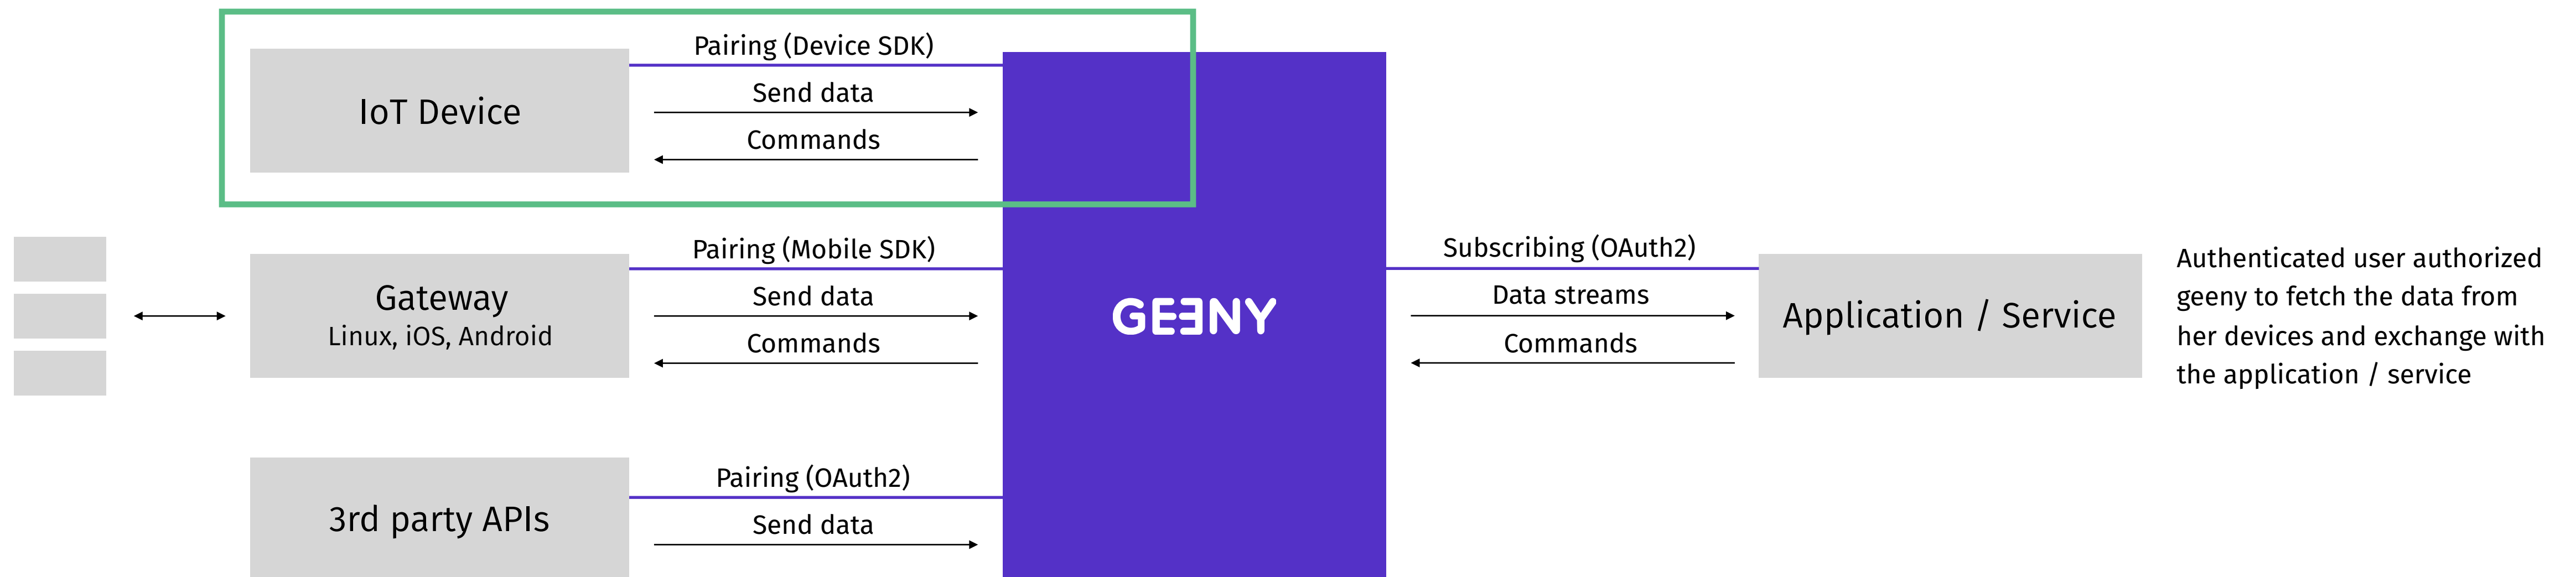 Pairing (Device SDK)
IoT Device
Send data
Commands
Pairing (Mobile SDK)
Gateway
Linux, iOS, Android
Send data
Commands
GEENY
Subscribing (OAuth2)
Data streams
Commands
Application / Service
Authenticated user authorized
geeny to fetch the data from
her devices and exchange with
the application / service
Pairing (OAuth2)
3rd party APIs
Send data